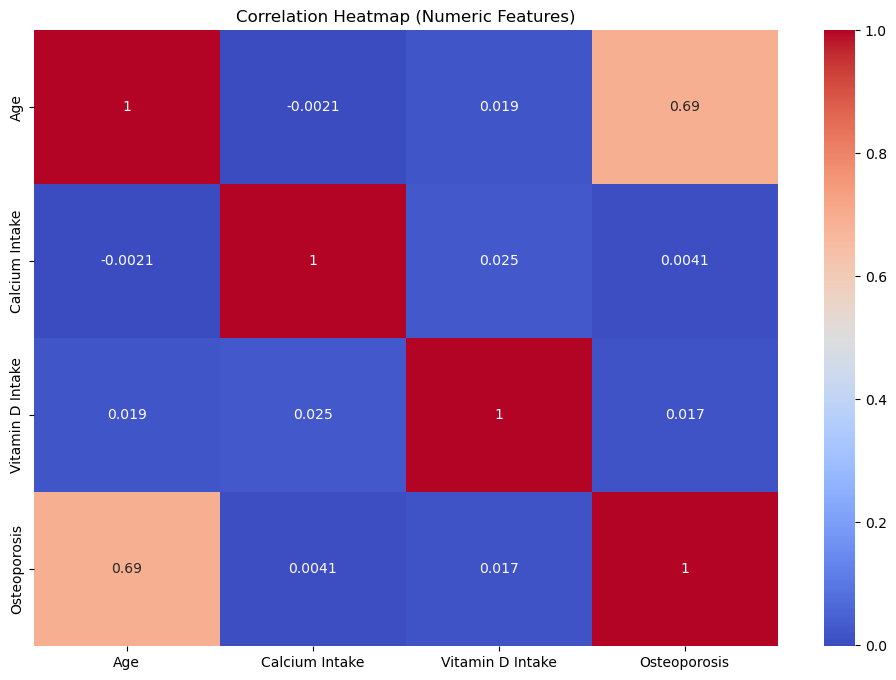 Correlation Heatmap (Numeric Features)
Age
1
-0.0021
0.019
0.69
Calcium Intake
-0.0021
1
0.025
0.0041
Vitamin D Intake
0.019
0.025
1
0.017
Osteoporosis
0.69
0.0041
0.017
1
Age
Calcium Intake
Vitamin D Intake
Osteoporosis
1.0
0.8
0.6
0.4
0.2
0.0